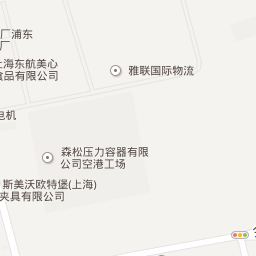 厂浦东
厂
上海东航美心
食品有限公司
雅联国际物流
电机
森松压力容器有限
公司空港工场
斯美沃欧特堡(上海)
夹具有限公司